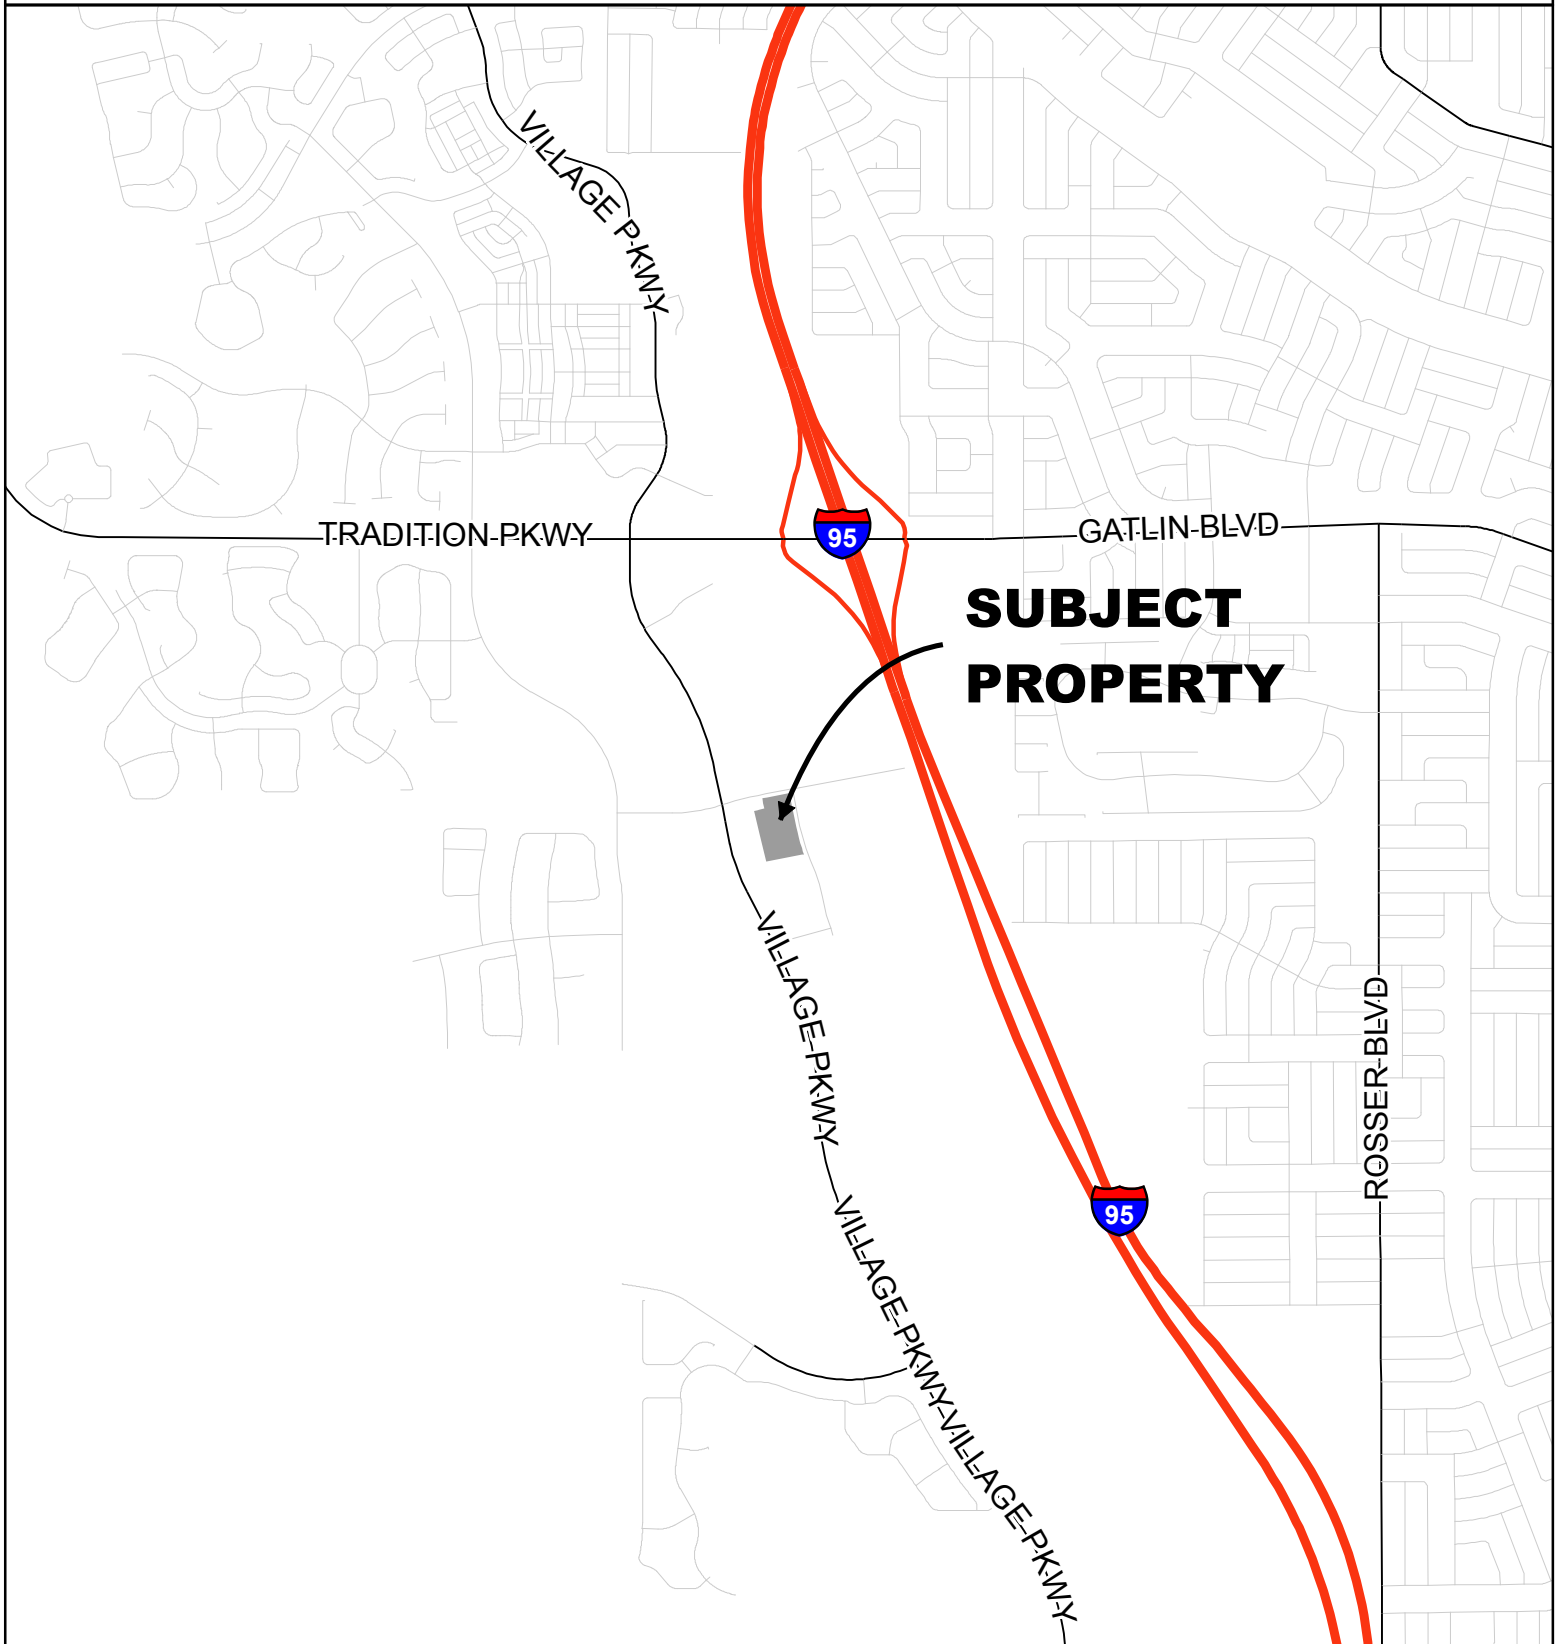 VILLAGE PKWY
TRADITION PKWY
95
GATLIN BLVD
SUBJECT
PROPERTY
VILLAGE PKWY
ROSSER BLVD
95
VILLAGE PKWY
VILLAGE PKWY